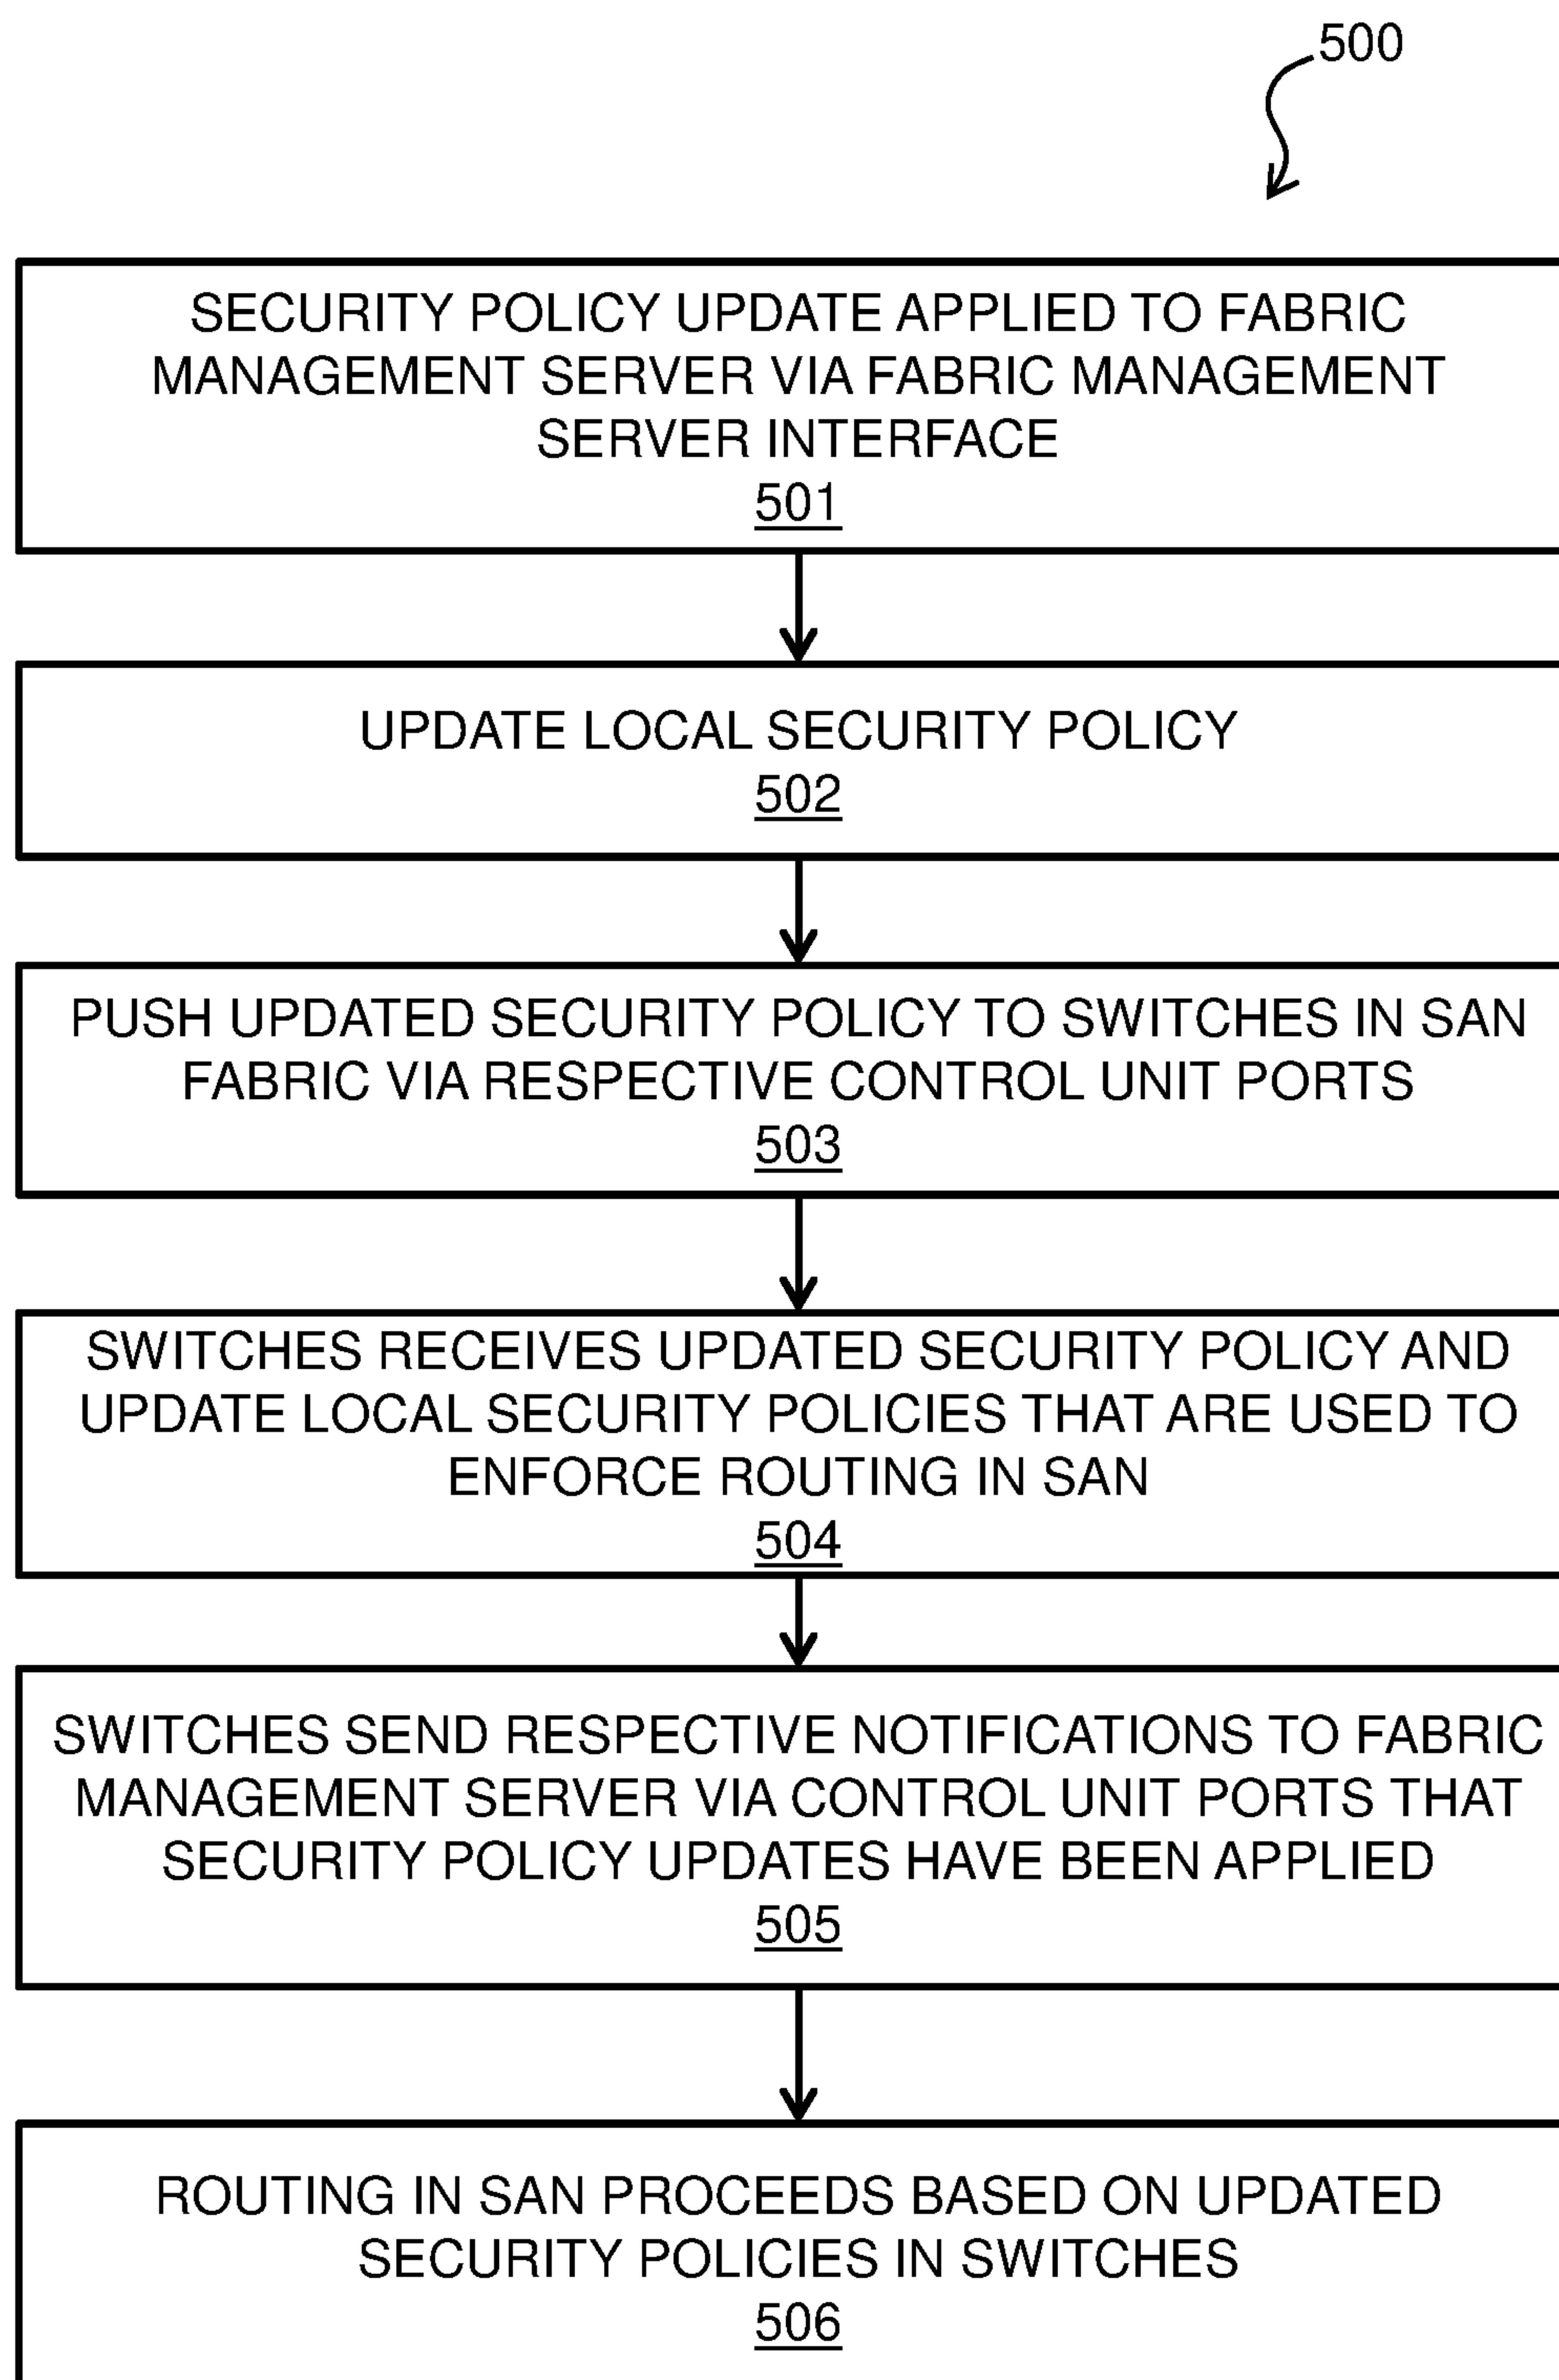 500
SECURITY POLICY UPDATE APPLIED TO FABRIC
MANAGEMENT SERVER VIA FABRIC MANAGEMENT
SERVER INTERFACE
501
UPDATE LOCAL SECURITY POLICY
502
PUSH UPDATED SECURITY POLICY TO SWITCHES IN SAN
FABRIC VIA RESPECTIVE CONTROL UNIT PORTS
503
SWITCHES RECEIVES UPDATED SECURITY POLICY AND
UPDATE LOCAL SECURITY POLICIES THAT ARE USED TO
ENFORCE ROUTING IN SAN
504
SWITCHES SEND RESPECTIVE NOTIFICATIONS TO FABRIC
MANAGEMENT SERVER VIA CONTROL UNIT PORTS THAT
SECURITY POLICY UPDATES HAVE BEEN APPLIED
505
ROUTING IN SAN PROCEEDS BASED ON UPDATED
SECURITY POLICIES IN SWITCHES
506